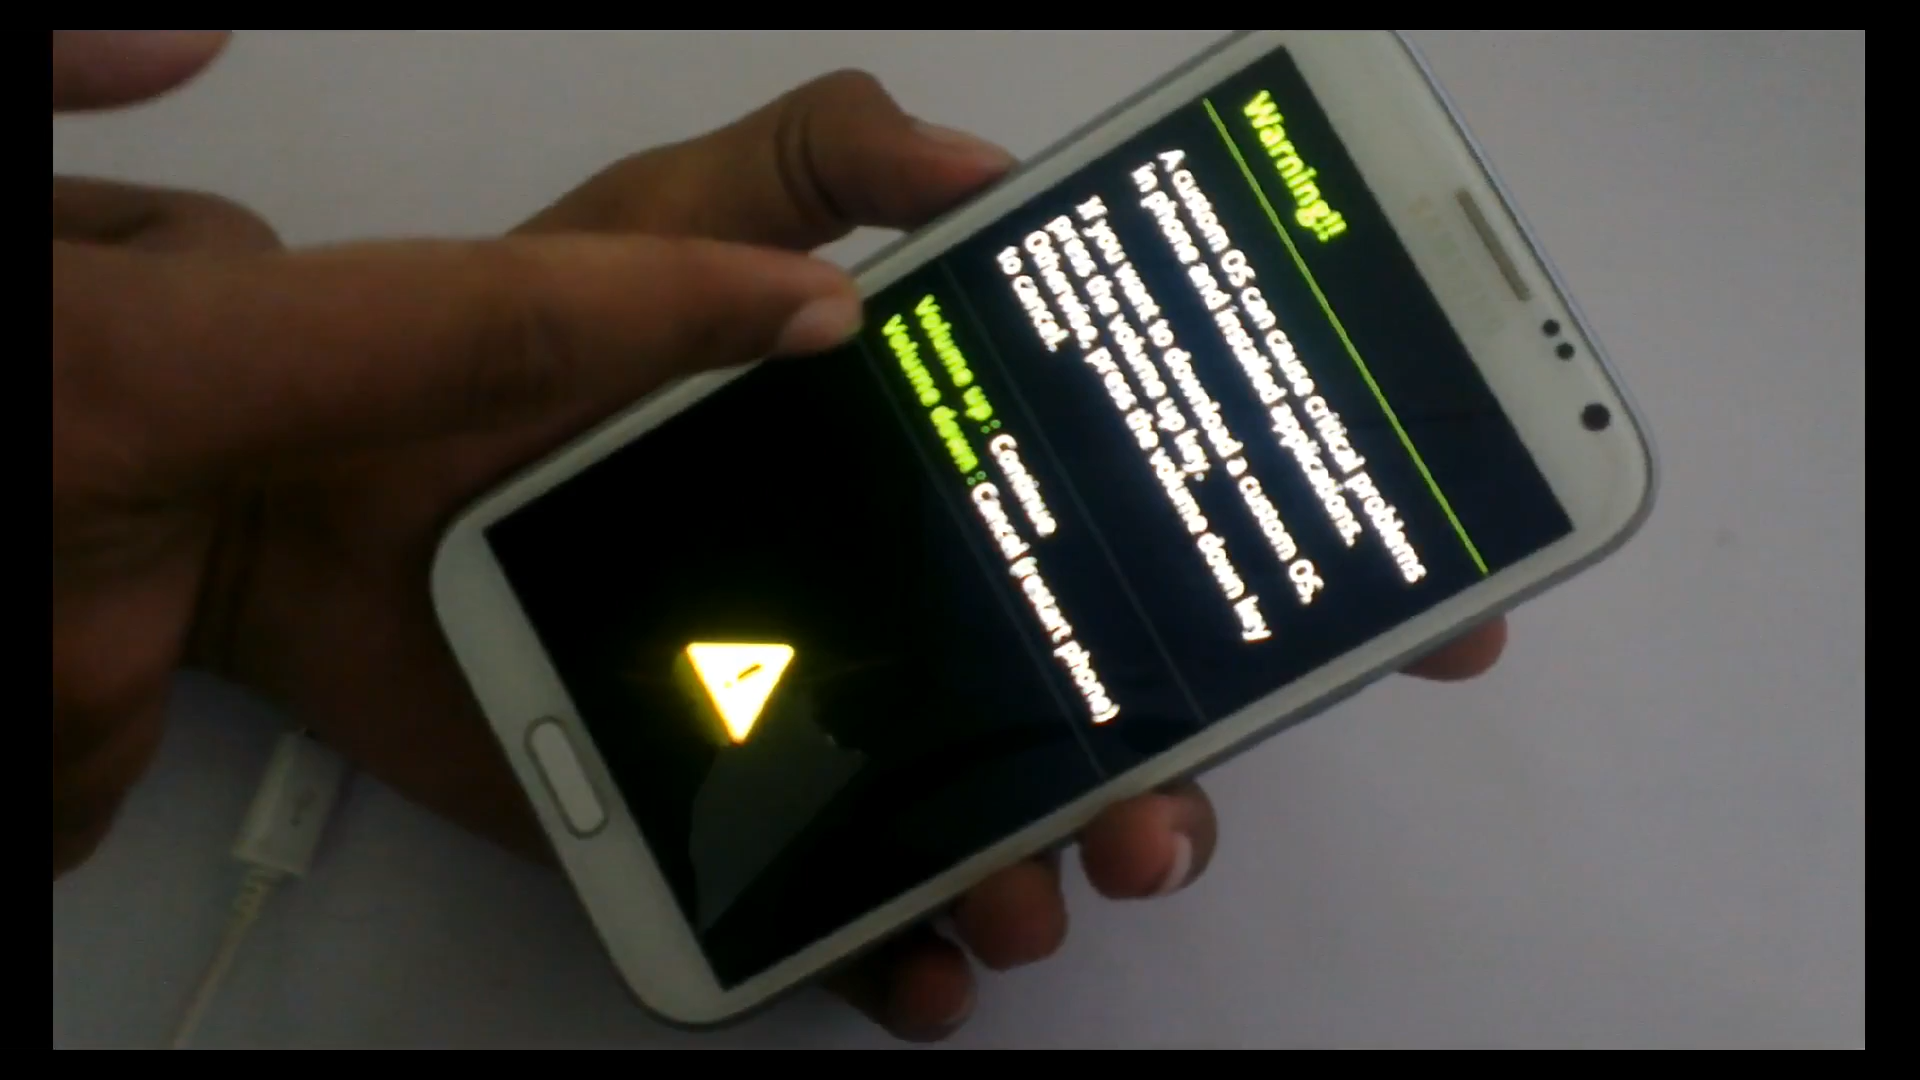 Warning!!
A custom OS can cause critical problems
in phone and installed applications.
If you want to download a custom OS,
press the volume up key.
Otherwise, press the volume down key
to cancel.
Volume up : Continue
Volume down : Cancel (restart phone)
SAMSUNG